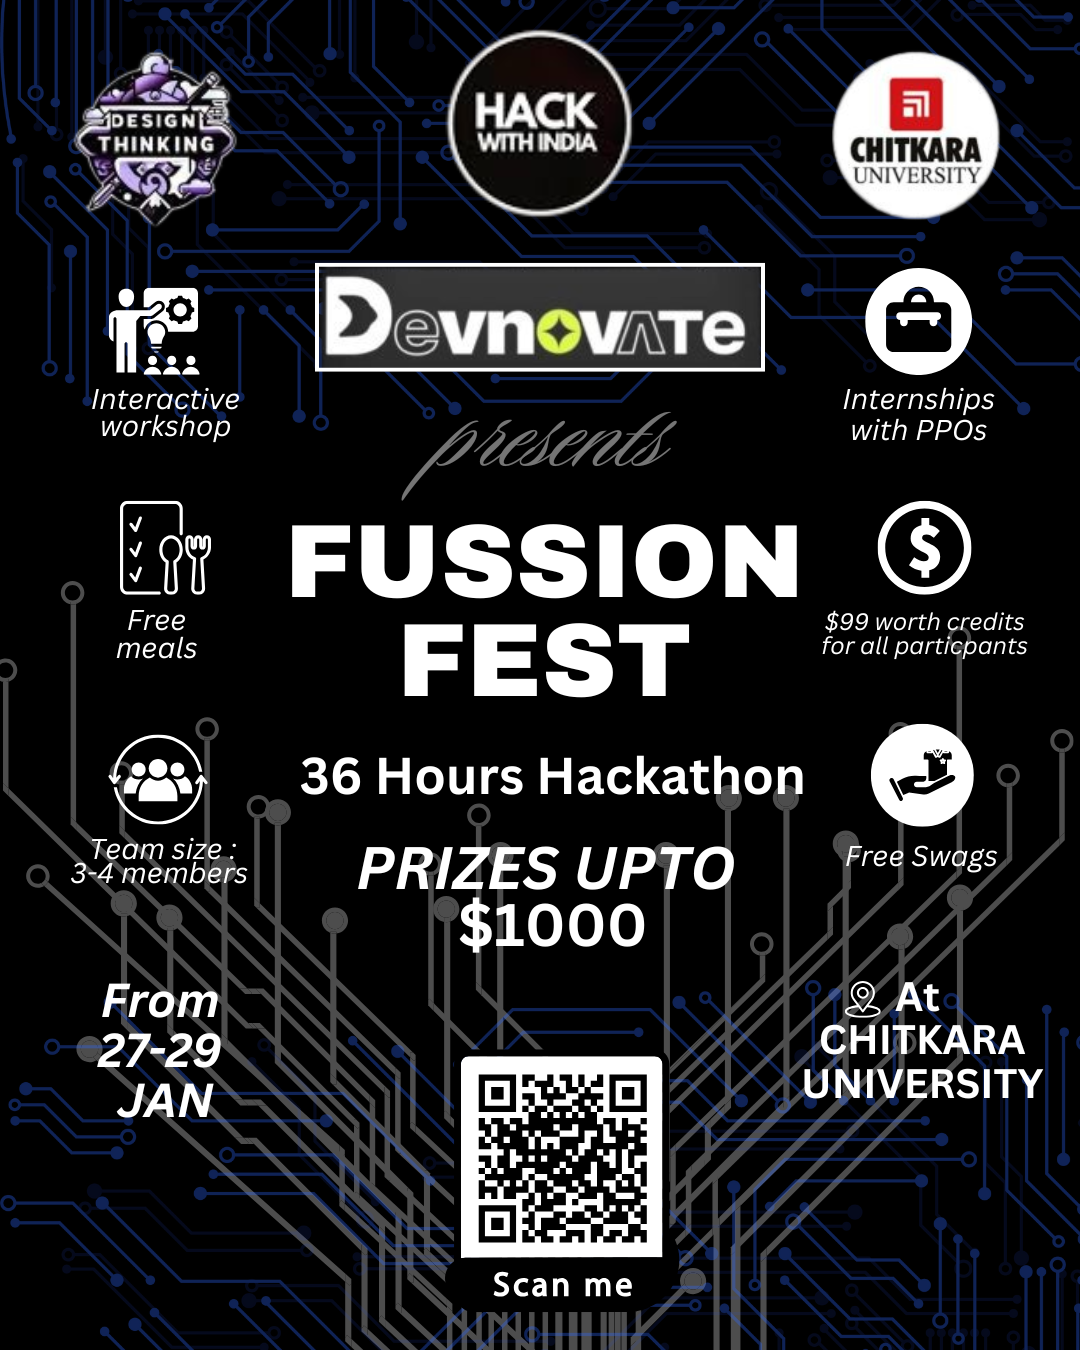 DESIGN
THINKING
HACK
WITH INDIA
CHITKARA
UNIVERSITY
Devnovate
Interactive
workshop
Internships
with PPOs
presents
FUSSION
FEST
Free
meals
$99 worth credits
for all particpants
36 Hours Hackathon
Team size :
3-4 members
Free Swags
PRIZES UPTO
$1000
From
27-29
JAN
At
CHITKARA
UNIVERSITY
Scan me